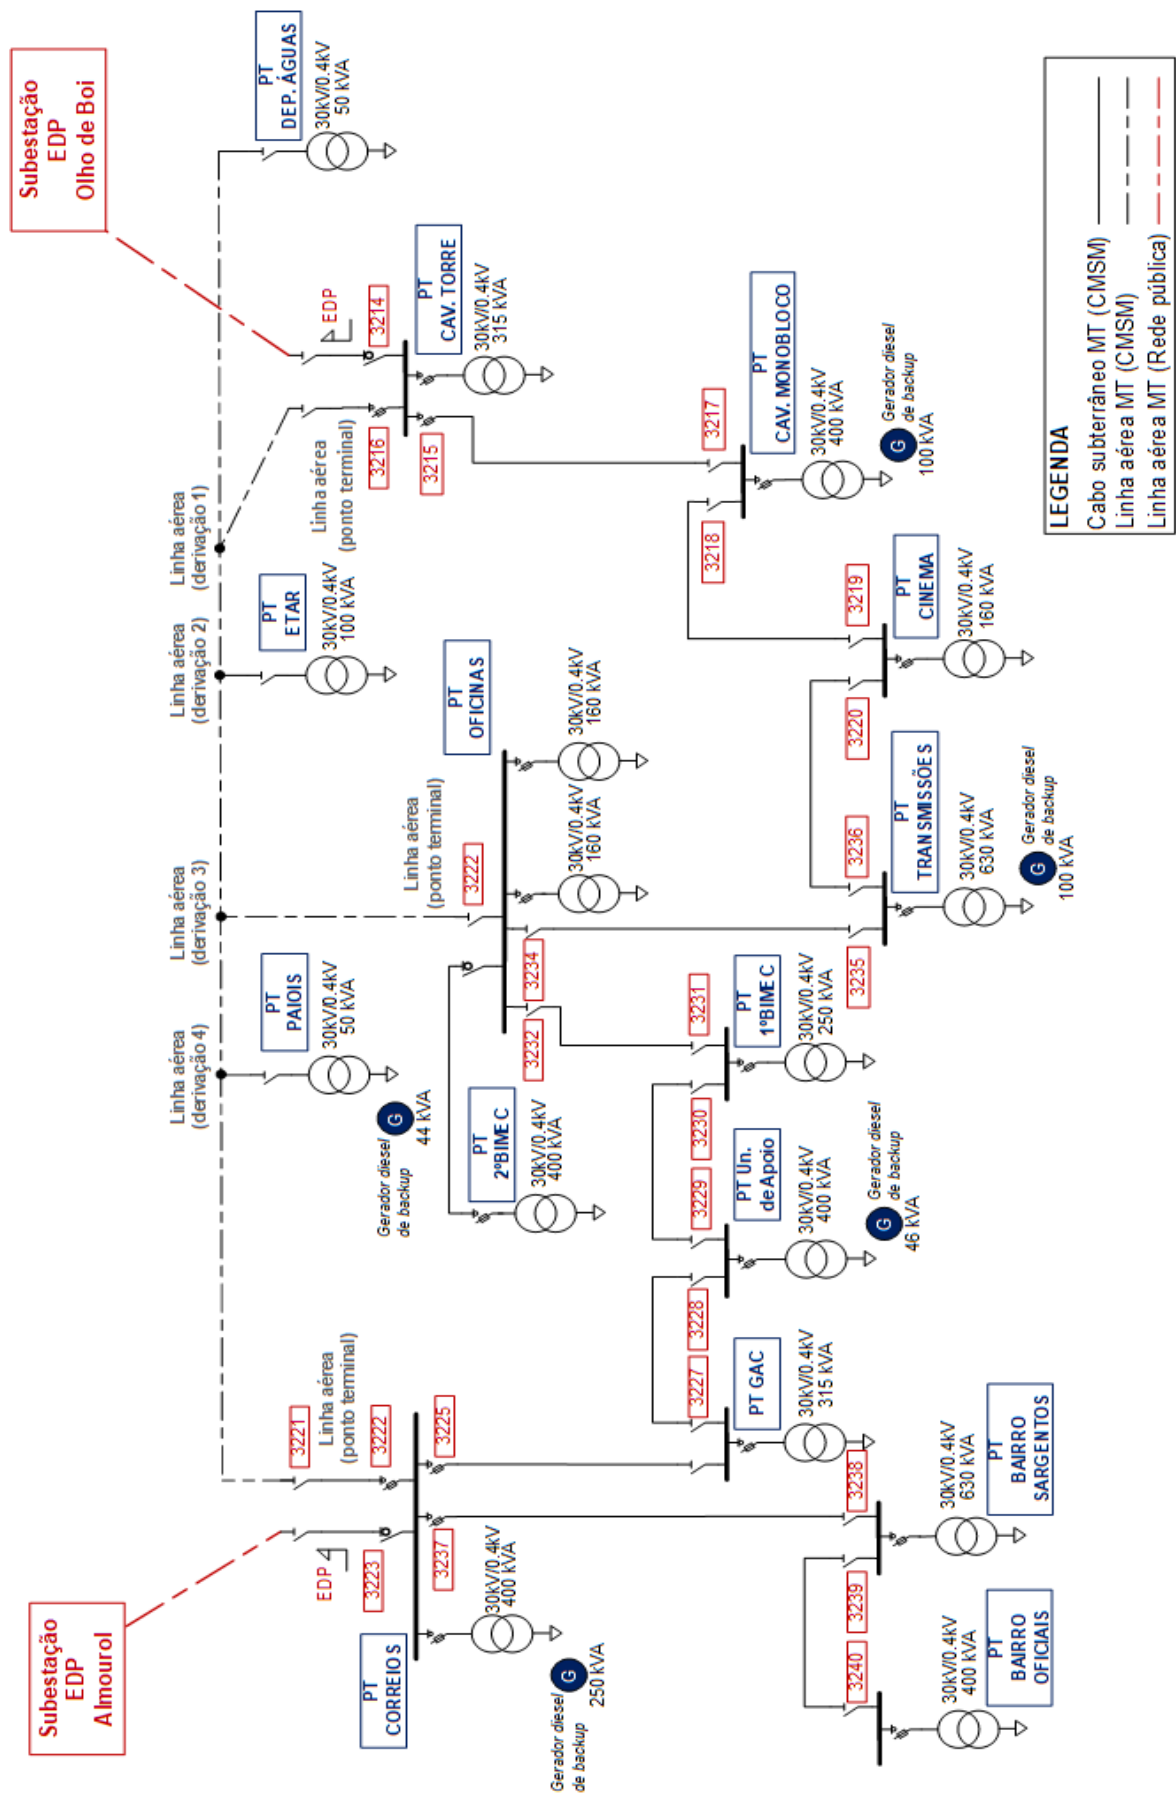 Subestação
EDP
Almourol
Subestação
EDP
Olho de Boi
Linha aérea
(derivação 4)
Linha aérea
(derivação 3)
Linha aérea
(derivação 2)
Linha aérea
(derivação 1)
PT
DEP. ÁGUAS
30kV/0.4kV
50 kVA
PT
ETAR
30kV/0.4kV
100 kVA
PT
PAIOIS
30kV/0.4kV
50 kVA
Gerador diesel
de backup
G
44 kVA
EDP
3223
3221
Linha aérea
(ponto terminal)
3222
3225
3237
PT
CORREIOS
30kV/0.4kV
400 kVA
Gerador diesel
de backup
G
250 kVA
Linha aérea
(ponto terminal)
3222
PT
OFICINAS
30kV/0.4kV
160 kVA
30kV/0.4kV
160 kVA
3234
3232
PT
2ºBIMEC
30kV/0.4kV
400 kVA
EDP
3214
Linha aérea
(ponto terminal)
3216
3215
PT
CAV. TORRE
30kV/0.4kV
315 kVA
3217
3218
PT
CAV. MONOBLOCO
30kV/0.4kV
400 kVA
Gerador diesel
de backup
G
100 kVA
3227
PT GAC
30kV/0.4kV
315 kVA
3228
3229
PT Un.
de Apoio
30kV/0.4kV
400 kVA
Gerador diesel
de backup
G
46 kVA
3230
3231
PT
1ºBIMEC
30kV/0.4kV
250 kVA
3235
3236
PT
TRANSMISSÕES
30kV/0.4kV
630 kVA
Gerador diesel
de backup
G
100 kVA
3220
3219
PT
CINEMA
30kV/0.4kV
160 kVA
3240
3239
3238
PT
BAIRRO
OFICIAIS
30kV/0.4kV
400 kVA
PT
BAIRRO
SARGENTOS
30kV/0.4kV
630 kVA
LEGENDA
Cabo subterrâneo MT (CMSM)
Linha aérea MT (CMSM)
Linha aérea MT (Rede pública)